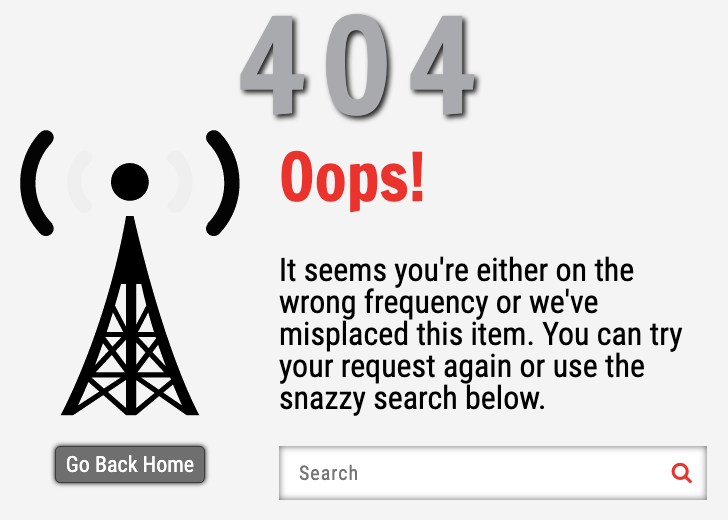 404
Oops!
It seems you're either on the
wrong frequency or we've
misplaced this item. You can try
your request again or use the
snazzy search below.
Go Back Home
Search